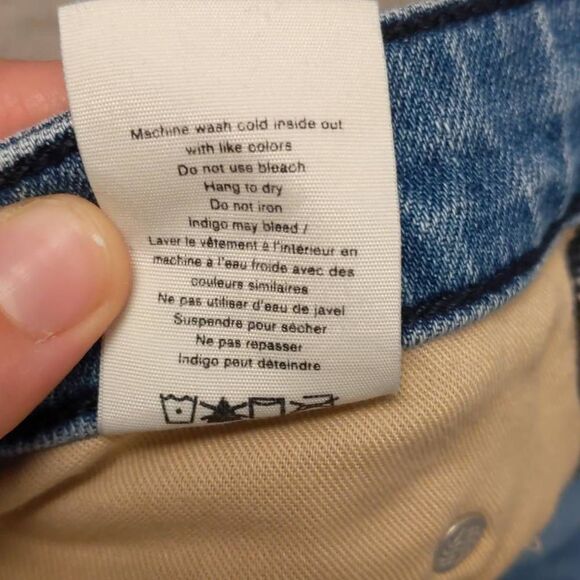 Machine wash cold inside out
with like colors
Do not use bleach
Hang to dry
Do not iron
Indigo may bleed /
Laver le vêtement à l'intérieur en
machine à l'eau froide avec des
couleurs similaires
Ne pas utiliser d'eau de javel
Suspendre pour sécher
Ne pas repasser
Indigo peut déteindre